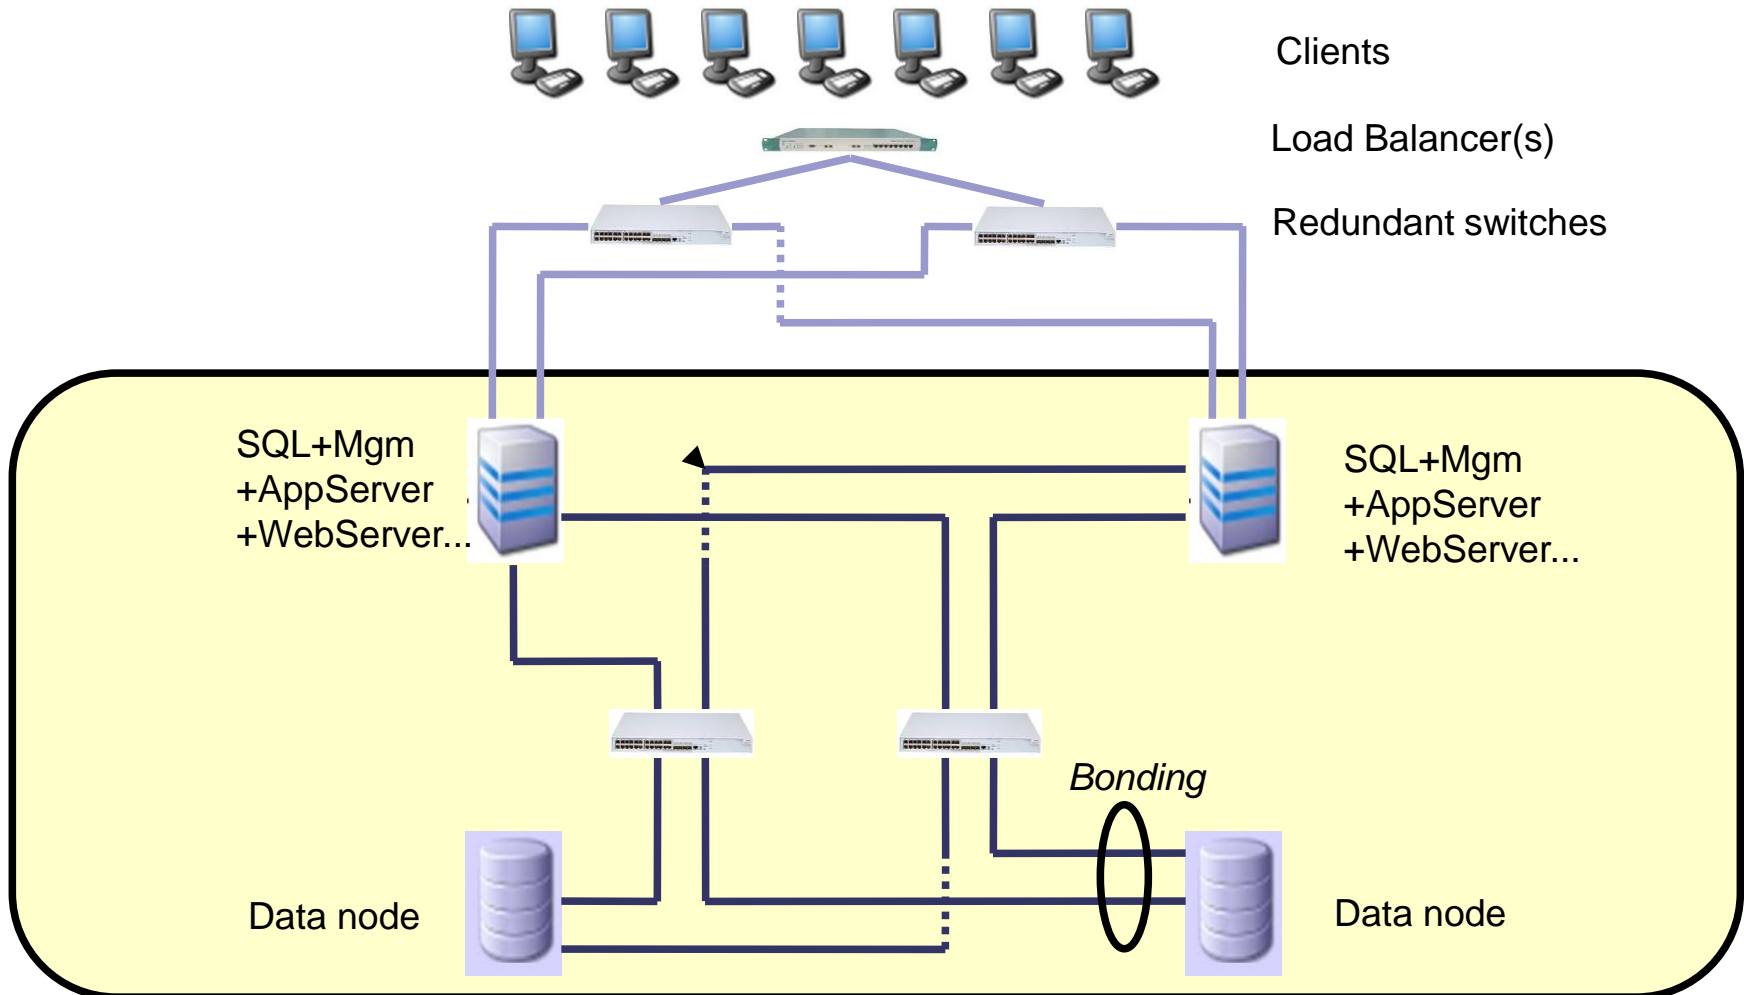 Clients
Load Balancer(s)
Redundant switches
SQL+Mgm
+AppServer
+WebServer...
SQL+Mgm
+AppServer
+WebServer...
Bonding
Data node
Data node